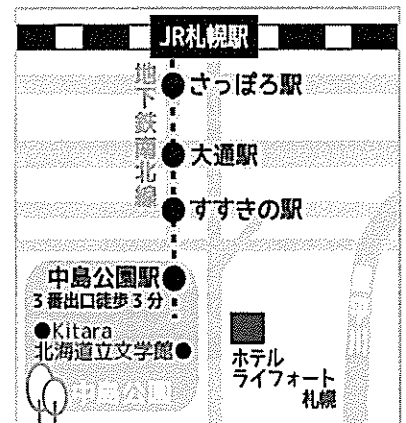 JR札幌駅
地下鉄南北線
さっぽろ駅
大通駅
すすきの駅
中島公園駅
3番出口徒歩3分
Kitara
北海道立文学館
中島公園
ホテル
ライフォート
札幌